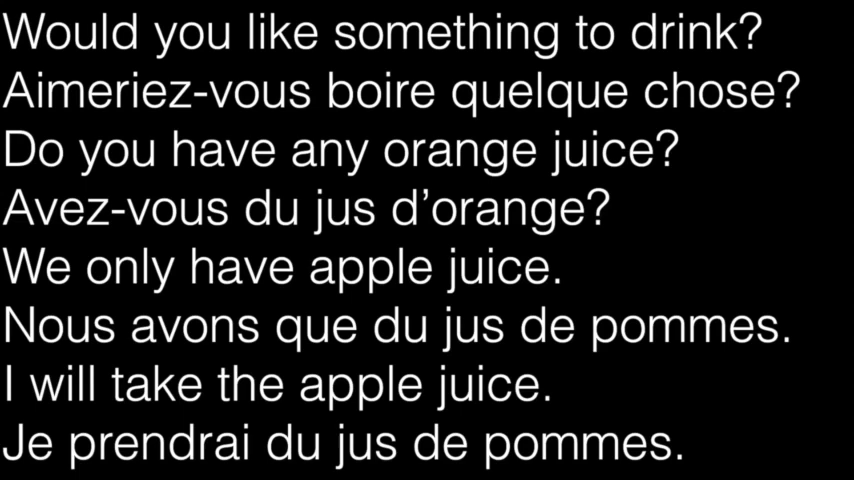 Would you like something to drink?
Aimeriez-vous boire quelque chose?
Do you have any orange juice?
Avez-vous du jus d’orange?
We only have apple juice.
Nous avons que du jus de pommes.
I will take the apple juice.
Je prendrai du jus de pommes.